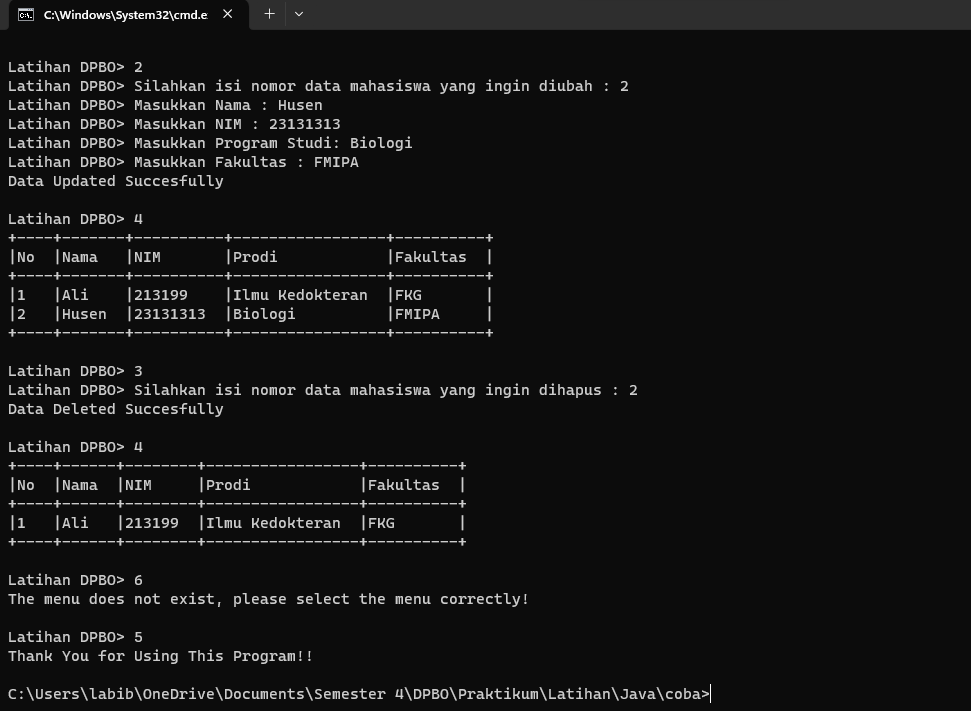 C:\Windows\System32\cmd.e
Latihan DPBO> 2
Latihan DPBO> Silahkan isi nomor data mahasiswa yang ingin diubah : 2
Latihan DPBO> Masukkan Nama : Husen
Latihan DPBO> Masukkan NIM : 23131313
Latihan DPBO> Masukkan Program Studi: Biologi
Latihan DPBO> Masukkan Fakultas : FMIPA
Data Updated Succesfully
Latihan DPBO> 4
+----+-------+----------+-----------------+----------+
|No  |Nama   |NIM       |Prodi            |Fakultas  |
+----+-------+----------+-----------------+----------+
|1   |Ali    |213199    |Ilmu Kedokteran  |FKG       |
|2   |Husen  |23131313  |Biologi          |FMIPA     |
+----+-------+----------+-----------------+----------+
Latihan DPBO> 3
Latihan DPBO> Silahkan isi nomor data mahasiswa yang ingin dihapus : 2
Data Deleted Succesfully
Latihan DPBO> 4
+----+------+--------+-----------------+----------+
|No  |Nama  |NIM     |Prodi            |Fakultas  |
+----+------+--------+-----------------+----------+
|1   |Ali   |213199  |Ilmu Kedokteran  |FKG       |
+----+------+--------+-----------------+----------+
Latihan DPBO> 6
The menu does not exist, please select the menu correctly!
Latihan DPBO> 5
Thank You for Using This Program!!
C:\Users\labib\OneDrive\Documents\Semester 4\DPBO\Praktikum\Latihan\Java\coba>